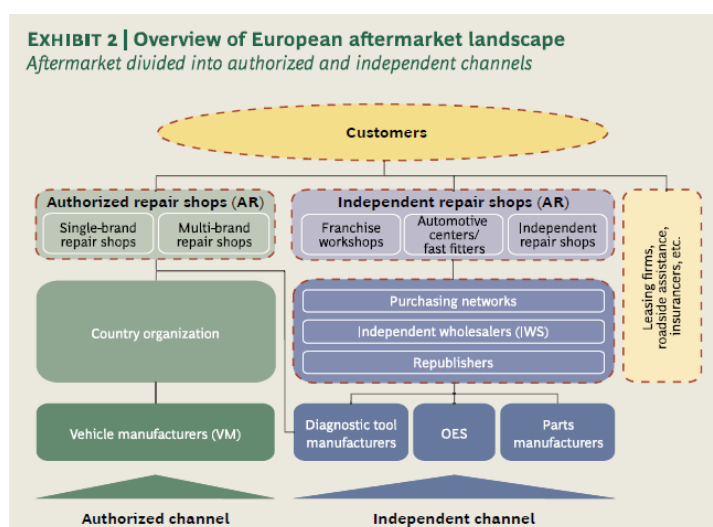 EXHIBIT 2 | Overview of European aftermarket landscape
Aftermarket divided into authorized and independent channels
Customers
Authorized repair shops (AR)
Single-brand
repair shops
Multi-brand
repair shops
Independent repair shops (AR)
Franchise
workshops
Automotive
centers/
fast fitters
Independent
repair shops
Leasing firms,
roadside assistance,
insurancers, etc.
Country organization
Purchasing networks
Independent wholesalers (IWS)
Republishers
Vehicle manufacturers (VM)
Diagnostic tool
manufacturers
OES
Parts
manufacturers
Authorized channel
Independent channel